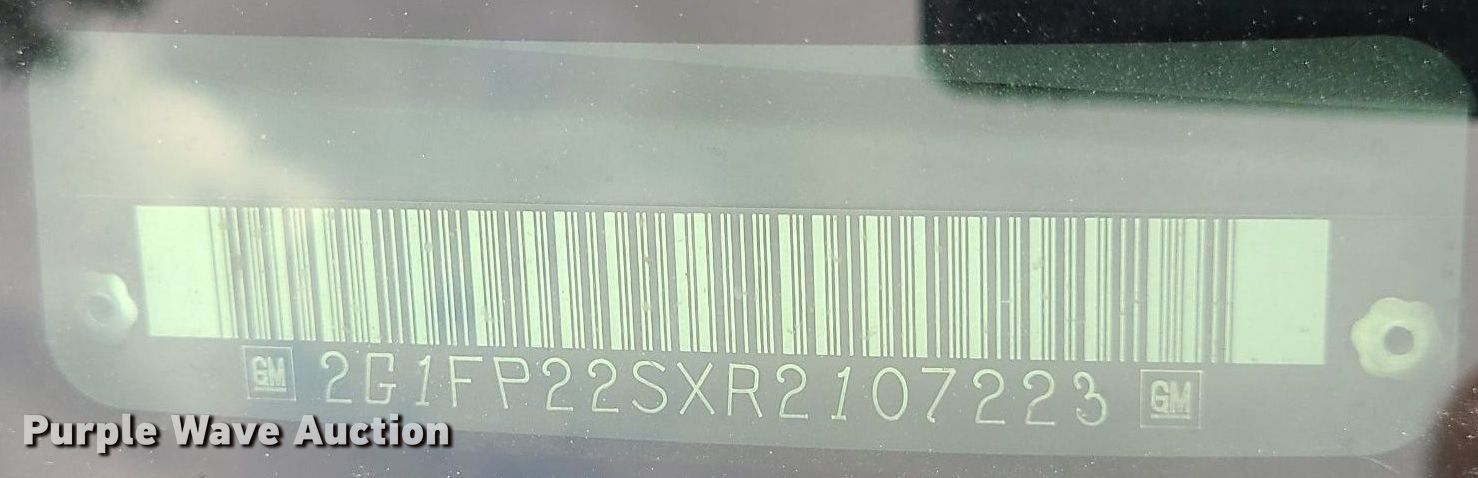 GM 2G1FP22SXR2107223 GM
Purple Wave Auction